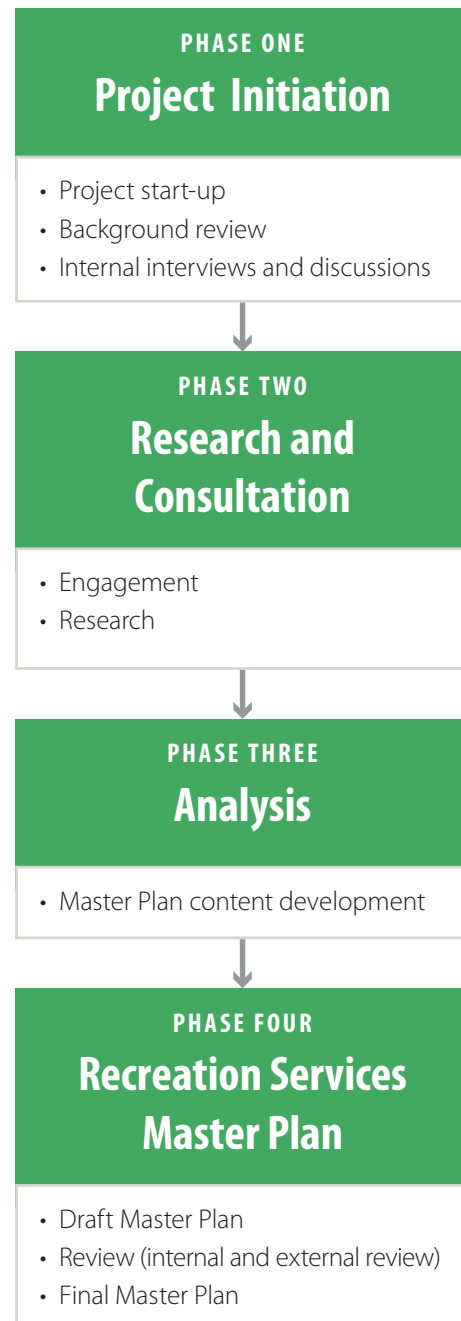 PHASE ONE
Project Initiation
• Project start-up
• Background review
• Internal interviews and discussions
PHASE TWO
Research and
Consultation
• Engagement
• Research
PHASE THREE
Analysis
• Master Plan content development
PHASE FOUR
Recreation Services
Master Plan
• Draft Master Plan
• Review (internal and external review)
• Final Master Plan